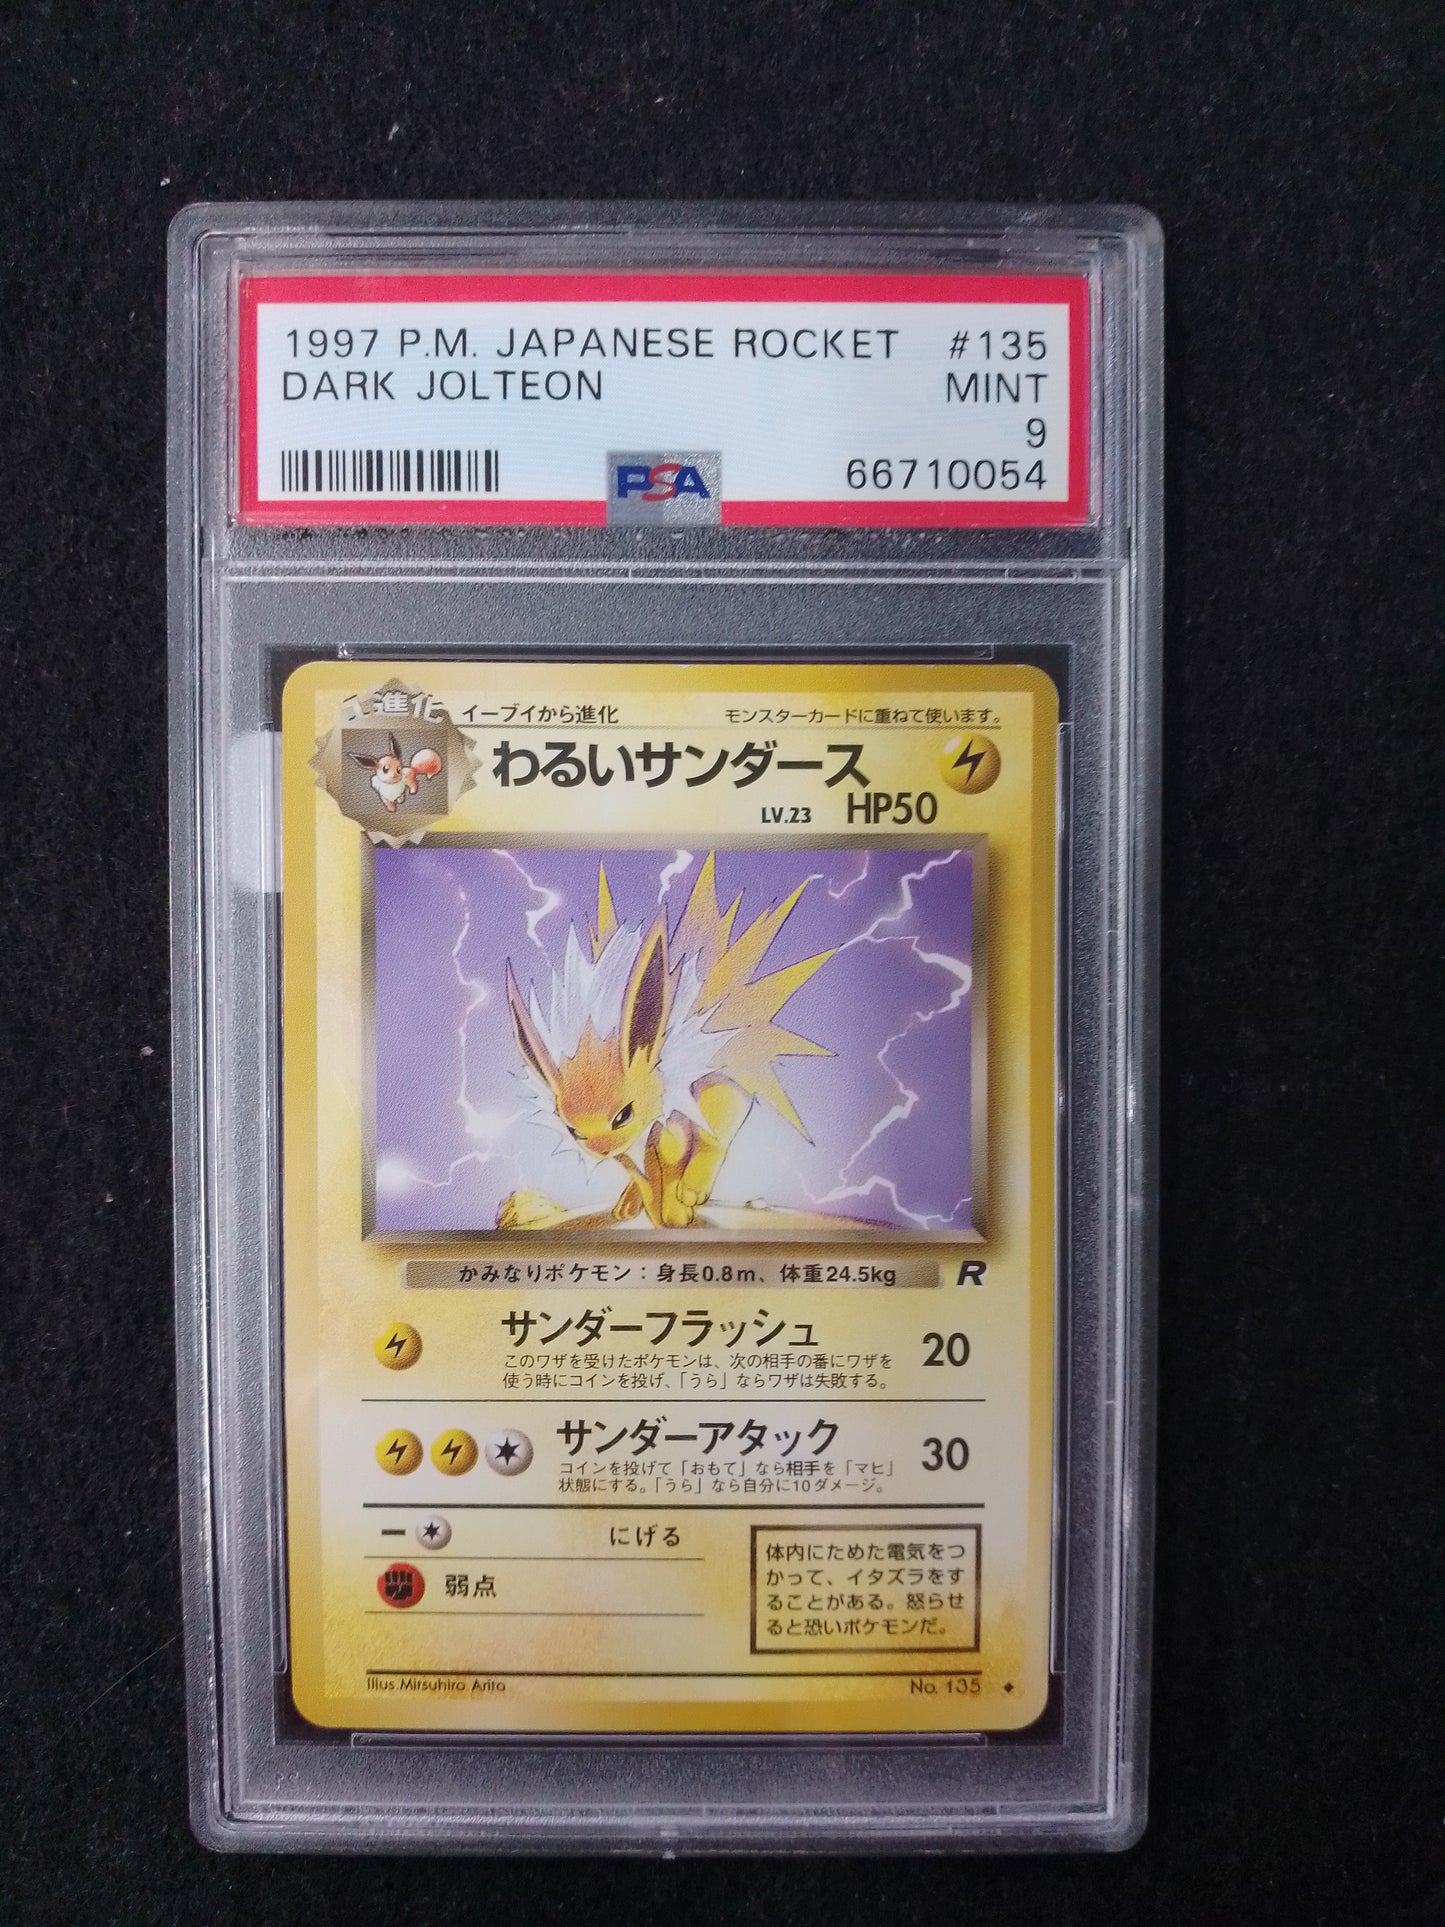 1997 P.M. JAPANESE ROCKET #135
DARK JOLTEON MINT
9
66710054
PSA
1進化
イーブイから進化 モンスターカードに重ねて使います。
わるいサンダース
LV.23 HP50
かみなりポケモン：身長0.8m、体重24.5kg R
サンダーフラッシュ 20
このワザを受けたポケモンは、次の相手の番にワザを
使う時にコインを投げ、「うら」ならワザは失敗する。
サンダーアタック 30
コインを投げて「おもて」なら相手を「マヒ」
状態にする。「うら」なら自分に10ダメージ。
ー にげる
弱点
体内にためた電気をつ
かって、イタズラをす
ることがある。怒らせ
ると恐いポケモンだ。
Illus.Mitsuhiro Arita No. 135 ◆